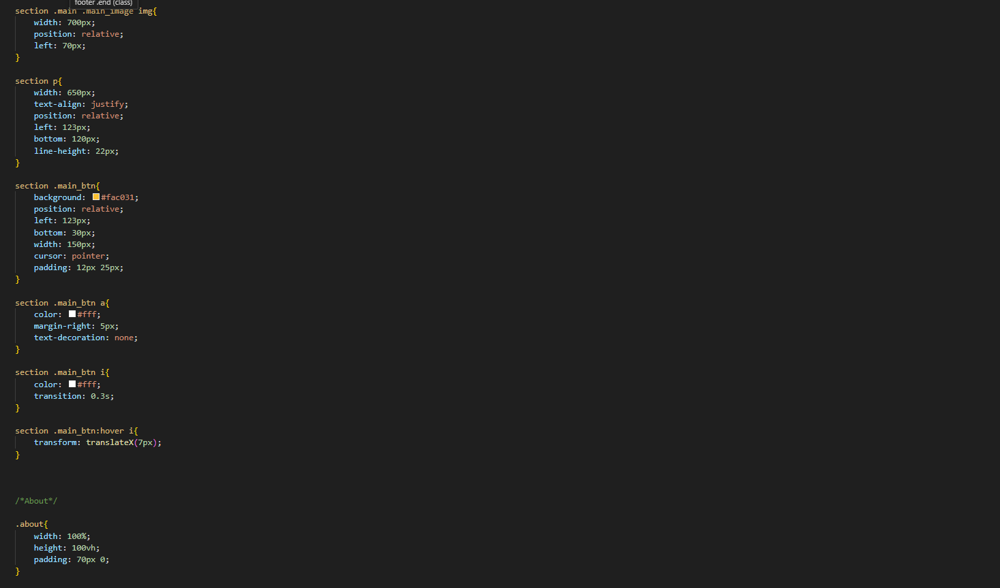 footer .end (class)
section .main .main_image img{
    width: 700px;
    position: relative;
    left: 70px;
}
section p{
    width: 650px;
    text-align: justify;
    position: relative;
    left: 123px;
    bottom: 120px;
    line-height: 22px;
}
section .main_btn{
    background: #fac031;
    position: relative;
    left: 123px;
    bottom: 30px;
    width: 150px;
    cursor: pointer;
    padding: 12px 25px;
}
section .main_btn a{
    color: #fff;
    margin-right: 5px;
    text-decoration: none;
}
section .main_btn i{
    color: #fff;
    transition: 0.3s;
}
section .main_btn:hover i{
    transform: translateX(7px);
}
/*About*/
.about{
    width: 100%;
    height: 100vh;
    padding: 70px 0;
}